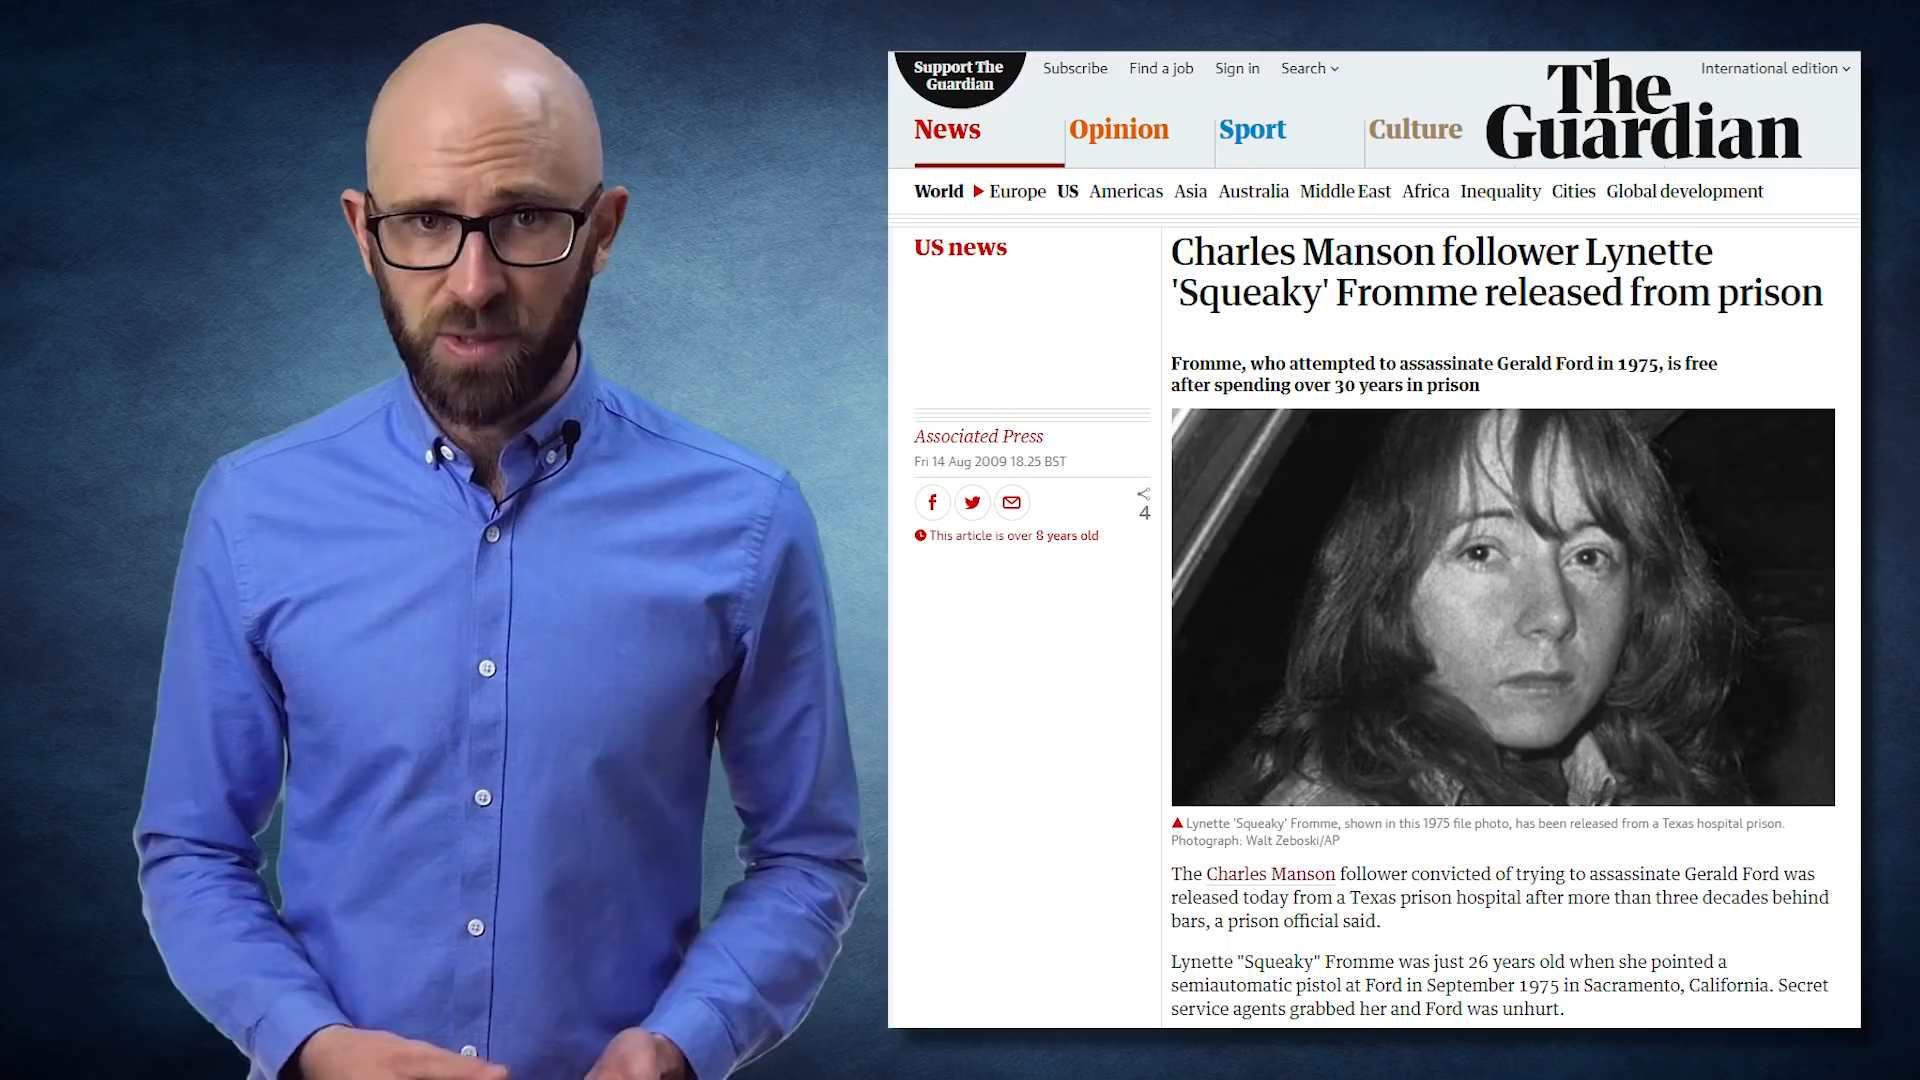 Support The
Guardian
Subscribe Find a job Sign in Search
International edition
The
Guardian
News Opinion Sport Culture
World Europe US Americas Asia Australia Middle East Africa Inequality Cities Global development
US news
Charles Manson follower Lynette
'Squeaky' Fromme released from prison
Fromme, who attempted to assassinate Gerald Ford in 1975, is free
after spending over 30 years in prison
Associated Press
Fri 14 Aug 2009 18.25 BST
4
This article is over 8 years old
Lynette 'Squeaky' Fromme, shown in this 1975 file photo, has been released from a Texas hospital prison.
Photograph: Walt Zeboski/AP
The Charles Manson follower convicted of trying to assassinate Gerald Ford was
released today from a Texas prison hospital after more than three decades behind
bars, a prison official said.
Lynette "Squeaky" Fromme was just 26 years old when she pointed a
semiautomatic pistol at Ford in September 1975 in Sacramento, California. Secret
service agents grabbed her and Ford was unhurt.